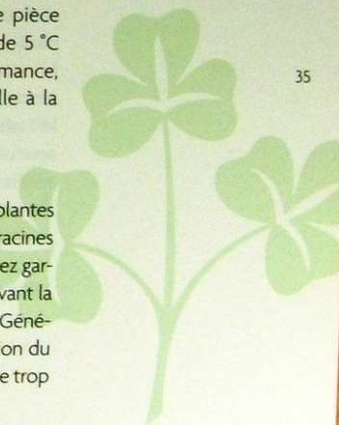 e pièce
de 5 °C
mance,
lle à la
35
plantes
racines
ez gar-
vant la
Géné-
on du
e trop